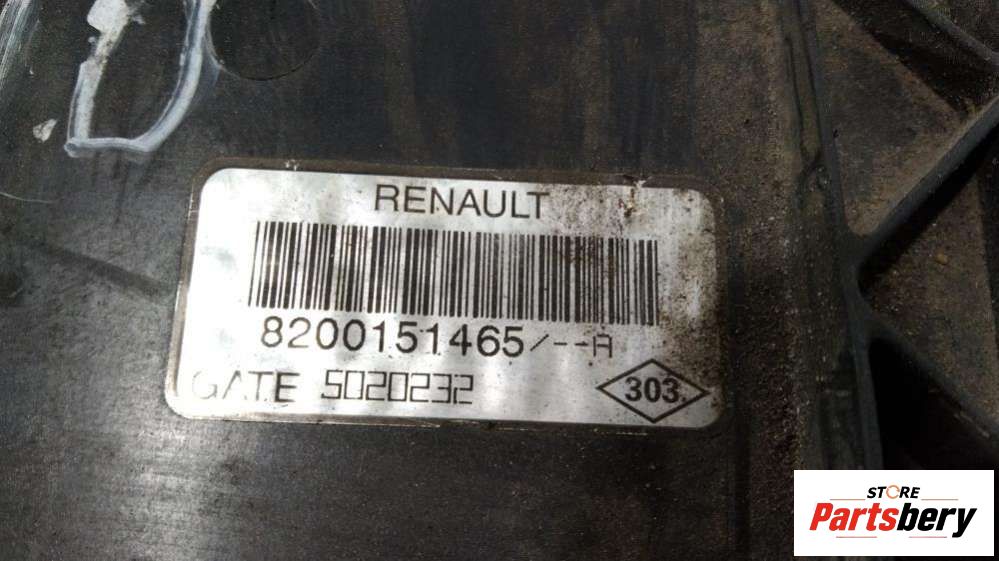 RENAULT
8200151465/--A
GATE 5020232
303
STORE
Partsbery